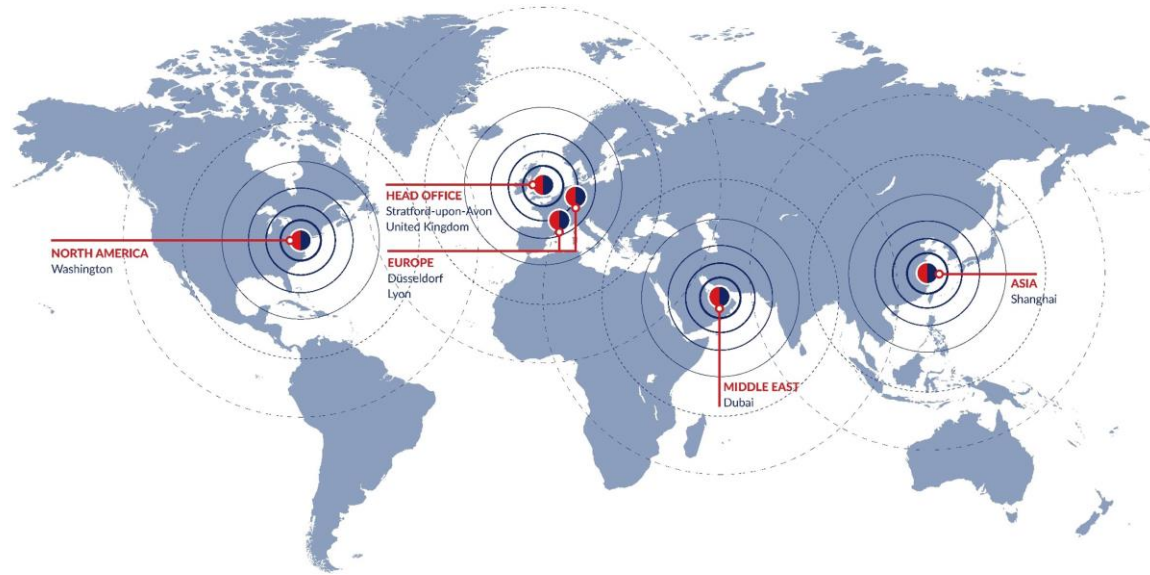 NORTH AMERICA
Washington
HEAD OFFICE
Stratford-upon-Avon
United Kingdom
EUROPE
Düsseldorf
Lyon
MIDDLE EAST
Dubai
ASIA
Shanghai